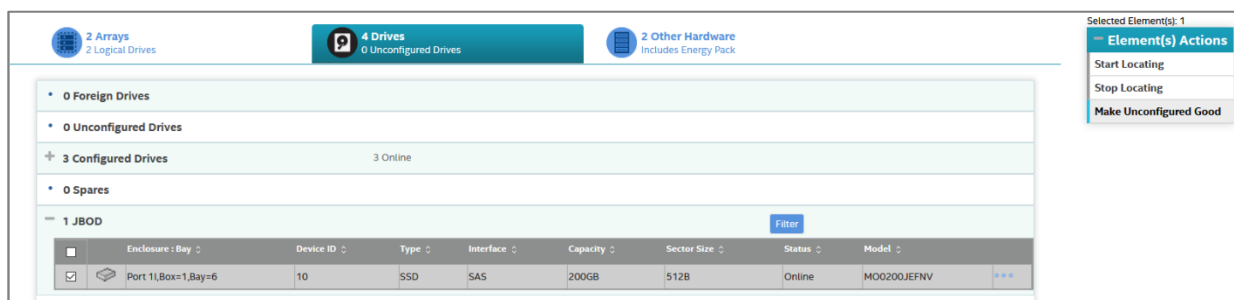 Selected Element(s): 1
2 Arrays
2 Logical Drives
4 Drives
0 Unconfigured Drives
2 Other Hardware
Includes Energy Pack
Element(s) Actions
Start Locating
Stop Locating
Make Unconfigured Good
0 Foreign Drives
0 Unconfigured Drives
3 Configured Drives 3 Online
0 Spares
1 JBOD Filter
Enclosure : Bay Device ID Type Interface Capacity Sector Size Status Model
Port 1I,Box=1,Bay=6 10 SSD SAS 200GB 512B Online MO0200JEFNV